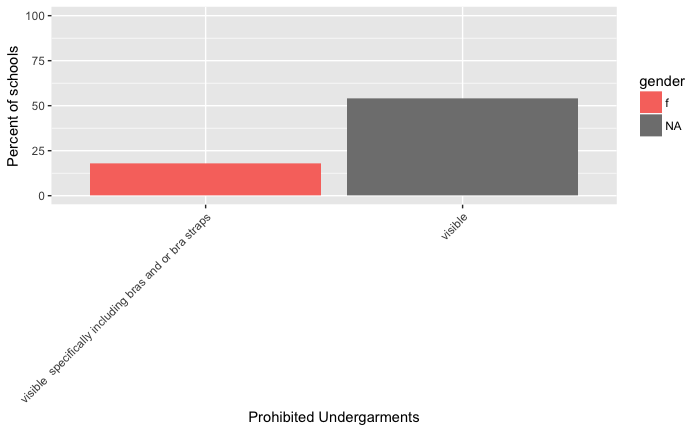 Percent of schools
100
75
50
25
0
visible  specifically including bras and or bra straps
visible
Prohibited Undergarments
gender
f
NA